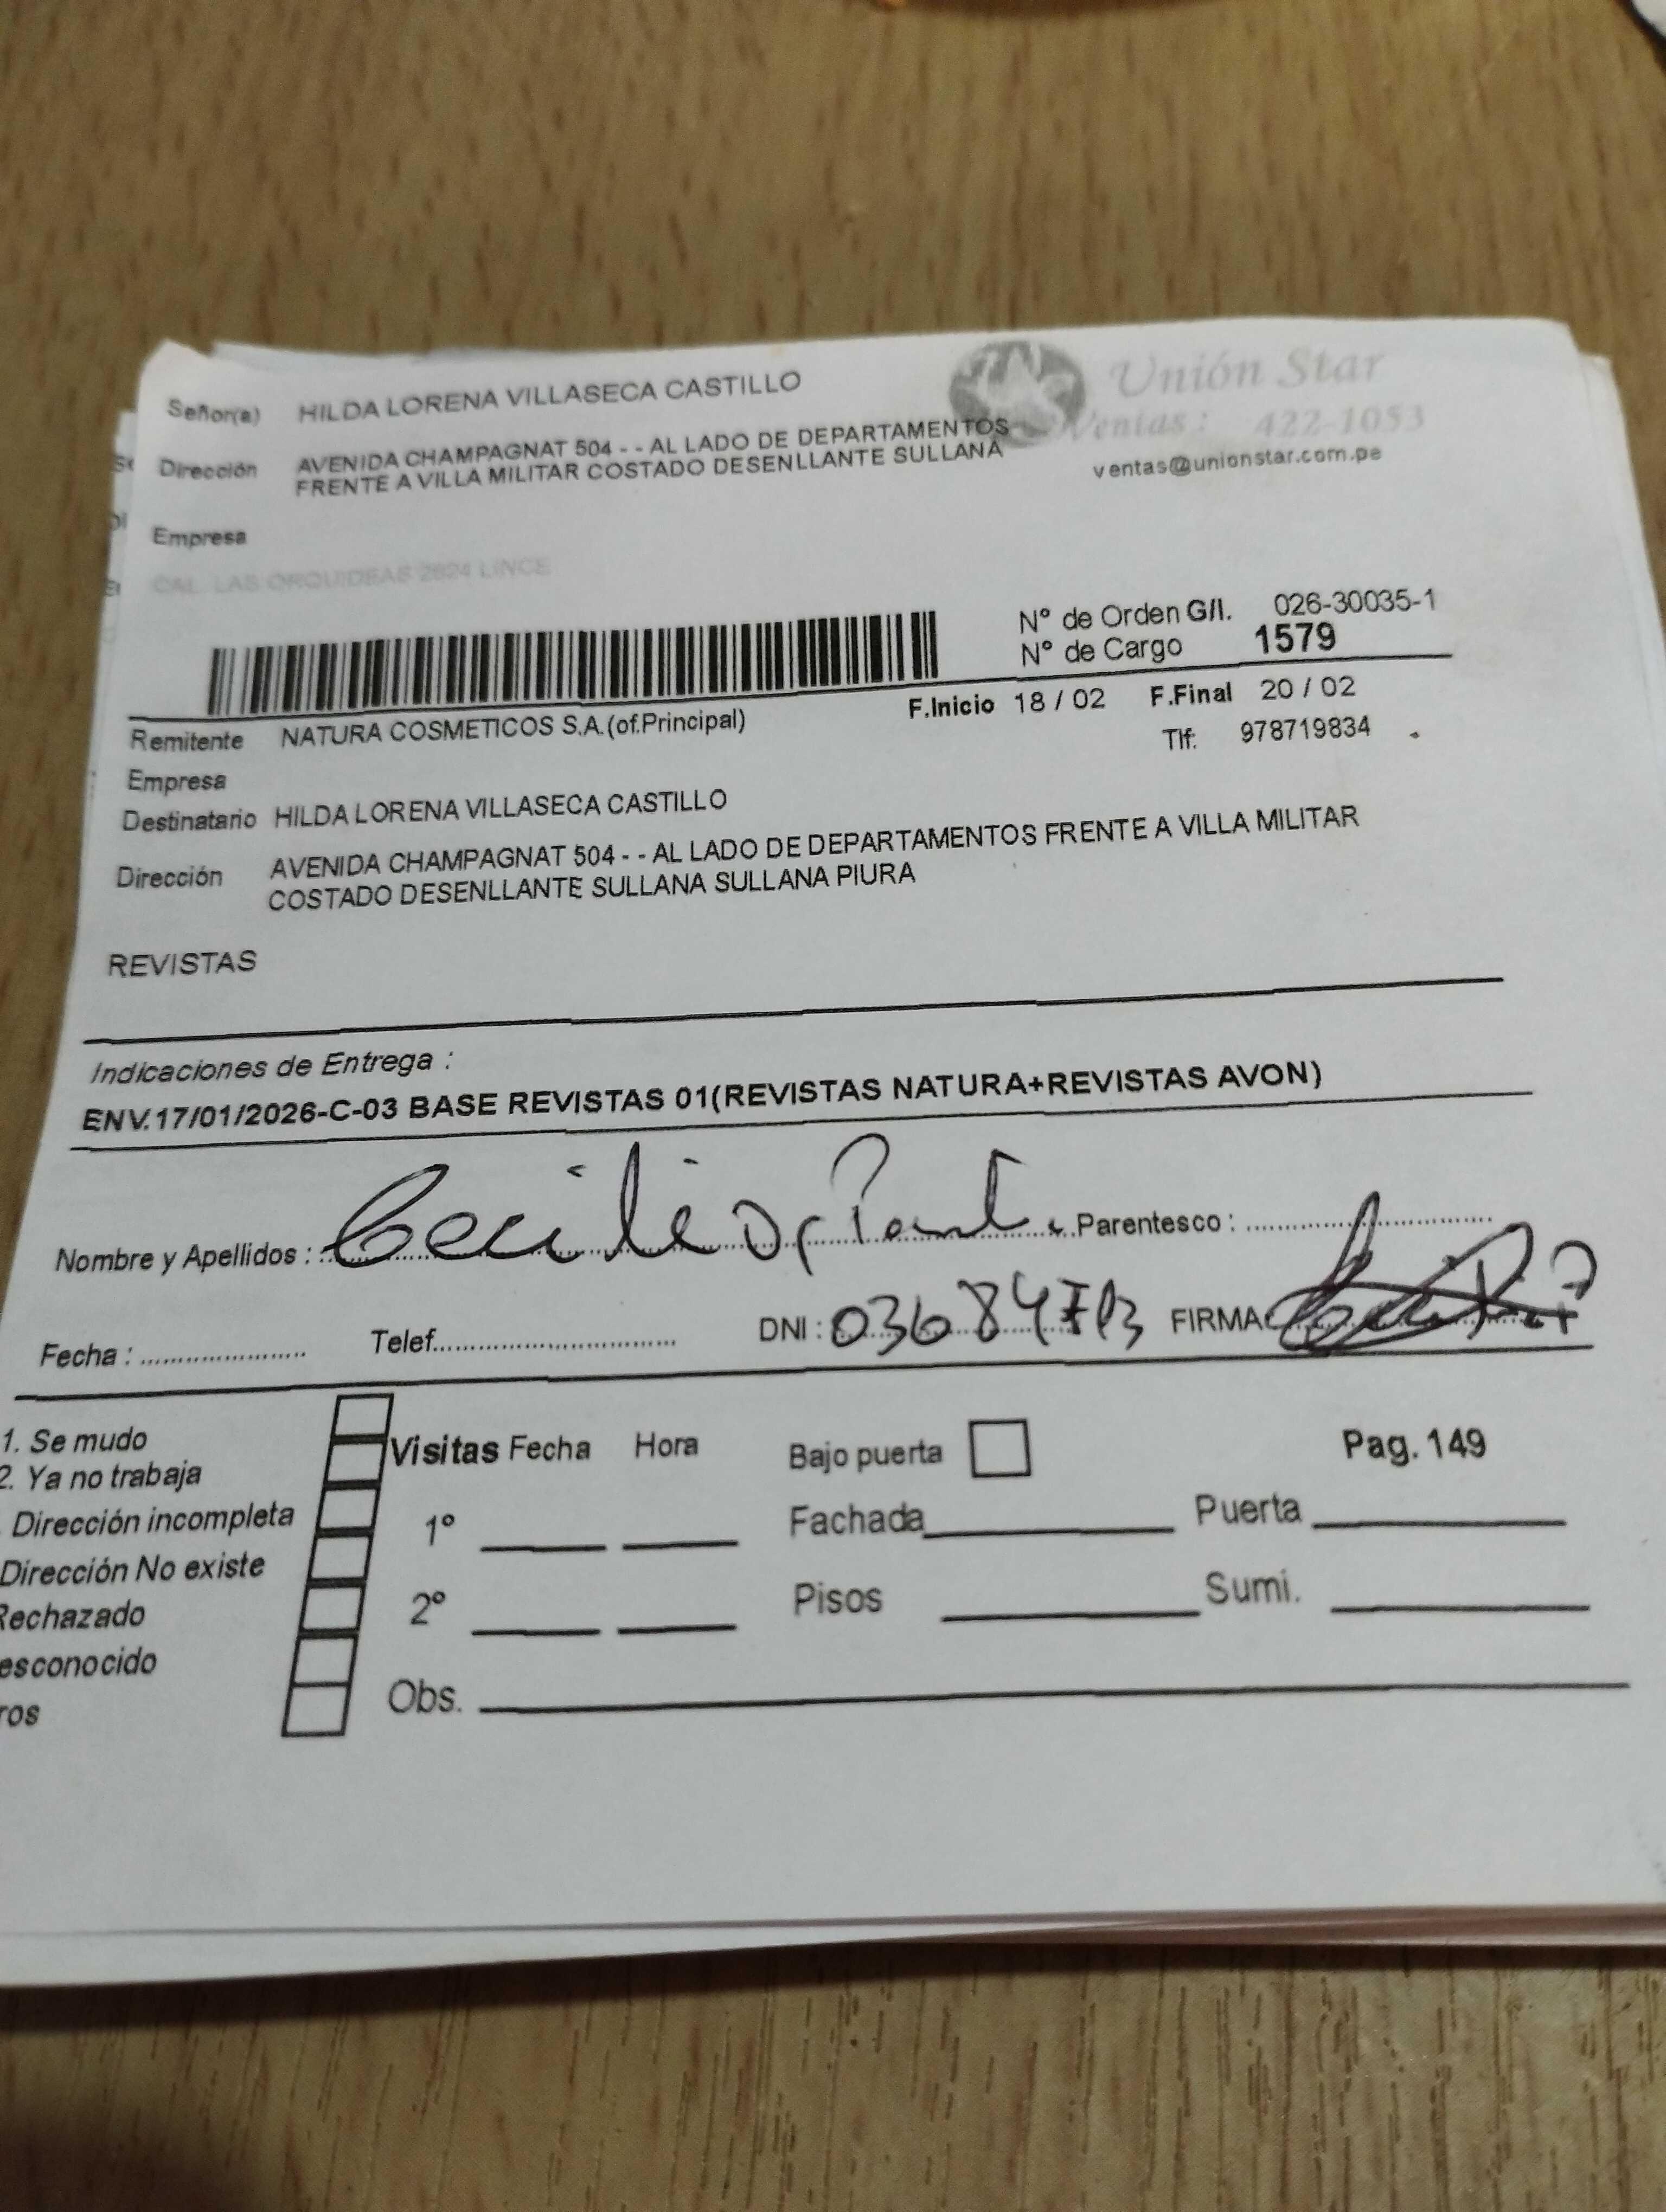 Señor(a) HILDA LORENA VILLASECA CASTILLO
Unión Star
Ventas: 422-1053
ventas@unionstar.com.pe
Dirección AVENIDA CHAMPAGNAT 504 - - AL LADO DE DEPARTAMENTOS
FRENTE A VILLA MILITAR COSTADO DESENLLANTE SULLANA
Empresa
CAL. LAS ORQUIDEAS 2624 LINCE
Nº de Orden G/I. 026-30035-1
Nº de Cargo 1579
F.Inicio 18 / 02 F.Final 20 / 02
Remitente NATURA COSMETICOS S.A.(of.Principal)
Tlf: 978719834
Empresa
Destinatario HILDA LORENA VILLASECA CASTILLO
Dirección AVENIDA CHAMPAGNAT 504 - - AL LADO DE DEPARTAMENTOS FRENTE A VILLA MILITAR
COSTADO DESENLLANTE SULLANA SULLANA PIURA
REVISTAS
Indicaciones de Entrega :
ENV.17/01/2026-C-03 BASE REVISTAS 01(REVISTAS NATURA+REVISTAS AVON)
Nombre y Apellidos : Parentesco :
Fecha : Telef. DNI : FIRMA
1. Se mudo
2. Ya no trabaja
Dirección incompleta
Dirección No existe
Rechazado
esconocido
ros
Visitas Fecha Hora
1º
2º
Obs.
Bajo puerta
Pag. 149
Fachada Puerta
Pisos Sumi.